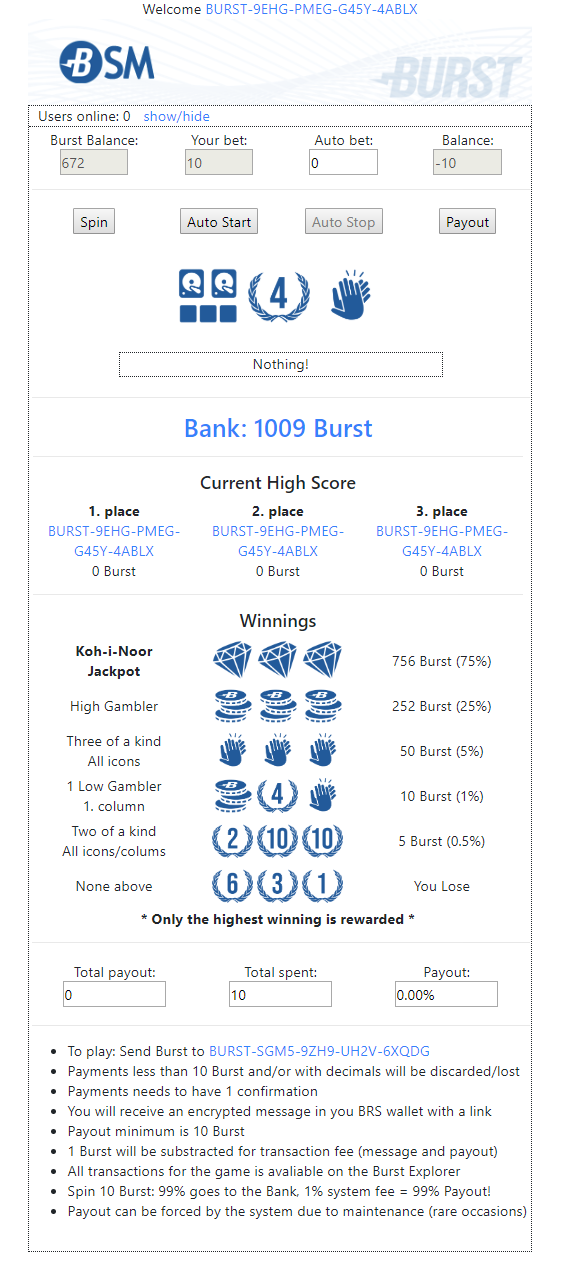 Welcome BURST-9EHG-PMEG-G45Y-4ABLX
BSM
BURST
Users online: 0 show/hide
Burst Balance: Your bet: Auto bet: Balance:
672 10 0 -10
Spin Auto Start Auto Stop Payout
4
Nothing!
Bank: 1009 Burst
Current High Score
1. place 2. place 3. place
BURST-9EHG-PMEG- BURST-9EHG-PMEG- BURST-9EHG-PMEG-
G45Y-4ABLX G45Y-4ABLX G45Y-4ABLX
0 Burst 0 Burst 0 Burst
Winnings
Koh-i-Noor
Jackpot
756 Burst (75%)
High Gambler
B B B
252 Burst (25%)
Three of a kind
All icons
50 Burst (5%)
1 Low Gambler
1. column
B 4
10 Burst (1%)
Two of a kind
All icons/colums
2 10 10
5 Burst (0.5%)
None above 6 3 1 You Lose
* Only the highest winning is rewarded *
Total payout: Total spent: Payout:
0 10 0.00%
• To play: Send Burst to BURST-SGM5-9ZH9-UH2V-6XQDG
• Payments less than 10 Burst and/or with decimals will be discarded/lost
• Payments needs to have 1 confirmation
• You will receive an encrypted message in you BRS wallet with a link
• Payout minimum is 10 Burst
• 1 Burst will be substracted for transaction fee (message and payout)
• All transactions for the game is avaliable on the Burst Explorer
• Spin 10 Burst: 99% goes to the Bank, 1% system fee = 99% Payout!
• Payout can be forced by the system due to maintenance (rare occasions)